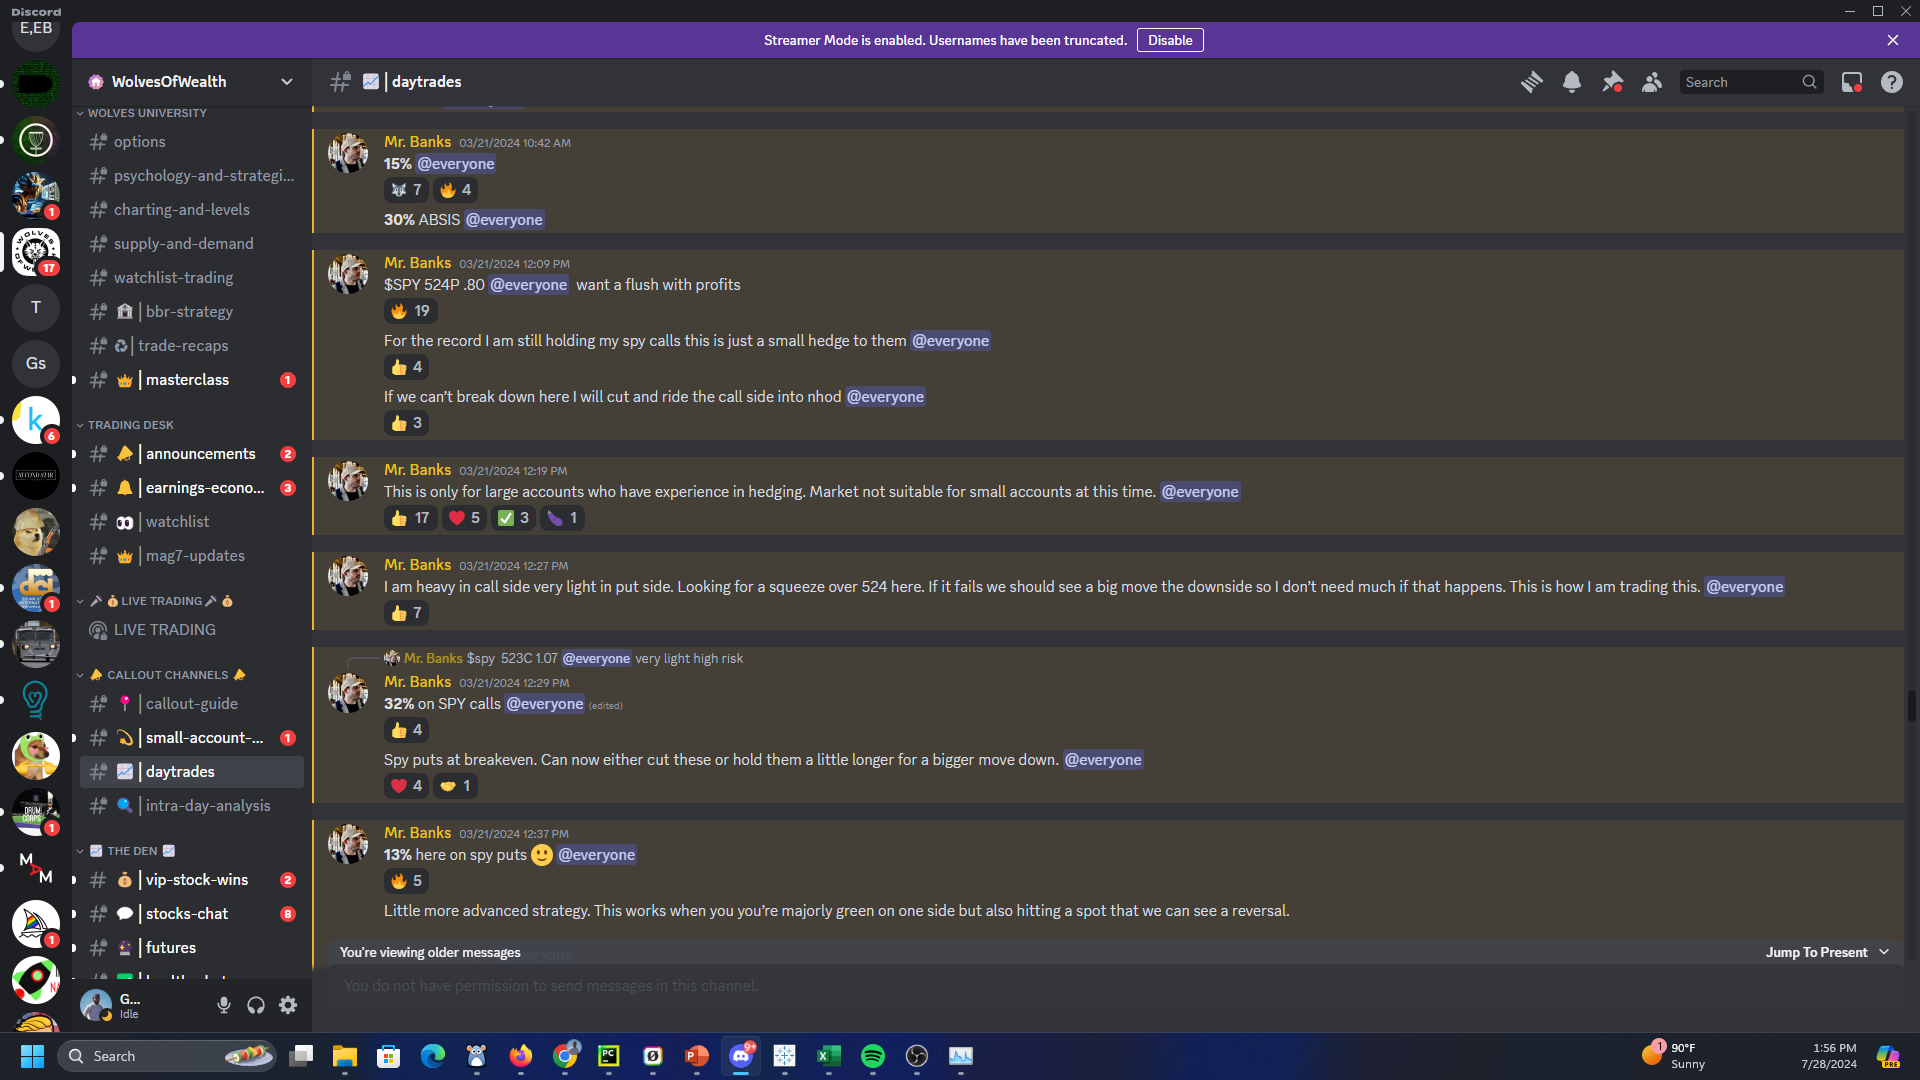 Discord
E,EB
Streamer Mode is enabled. Usernames have been truncated.
Disable
WolvesOfWealth
| daytrades
Search
WOLVES UNIVERSITY
options
psychology-and-strategi...
charting-and-levels
supply-and-demand
watchlist-trading
| bbr-strategy
| trade-recaps
| masterclass 1
TRADING DESK
| announcements 2
| earnings-econo... 3
| watchlist
| mag7-updates
LIVE TRADING
LIVE TRADING
CALLOUT CHANNELS
| callout-guide
| small-account-... 1
| daytrades
| intra-day-analysis
THE DEN
| vip-stock-wins 2
| stocks-chat 8
| futures
1
17
T
Gs
k
6
SECOND STAR
1
DRUM CORPS
1
M A M
1
G...
Idle
Mr. Banks 03/21/2024 10:42 AM
15% @everyone
7 4
30% ABSIS @everyone
Mr. Banks 03/21/2024 12:09 PM
$SPY 524P .80 @everyone want a flush with profits
19
For the record I am still holding my spy calls this is just a small hedge to them @everyone
4
If we can't break down here I will cut and ride the call side into nhod @everyone
3
Mr. Banks 03/21/2024 12:19 PM
This is only for large accounts who have experience in hedging. Market not suitable for small accounts at this time. @everyone
17 5 3 1
Mr. Banks 03/21/2024 12:27 PM
I am heavy in call side very light in put side. Looking for a squeeze over 524 here. If it fails we should see a big move the downside so I don't need much if that happens. This is how I am trading this. @everyone
7
Mr. Banks $spy 523C 1.07 @everyone very light high risk
Mr. Banks 03/21/2024 12:29 PM
32% on SPY calls @everyone (edited)
4
Spy puts at breakeven. Can now either cut these or hold them a little longer for a bigger move down. @everyone
4 1
Mr. Banks 03/21/2024 12:37 PM
13% here on spy puts @everyone
5
Little more advanced strategy. This works when you you're majorly green on one side but also hitting a spot that we can see a reversal.
You're viewing older messages
Jump To Present
You do not have permission to send messages in this channel.
Search
PC
9+
1
90°F
Sunny
1:56 PM
7/28/2024
PRE